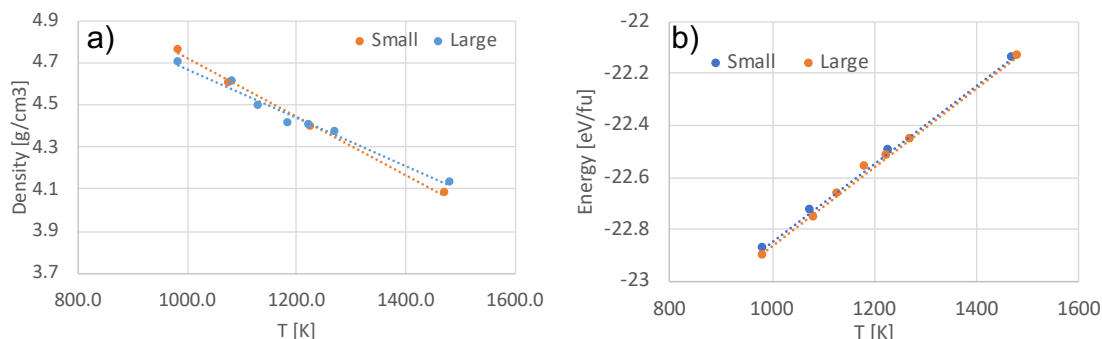 a)
Small Large
Density [g/cm3]
4.9
4.7
4.5
4.3
4.1
3.9
3.7
800.0 1000.0 1200.0 1400.0 1600.0
T [K]
b)
Small Large
Energy [eV/fu]
-22
-22.2
-22.4
-22.6
-22.8
-23
800 1000 1200 1400 1600
T [K]